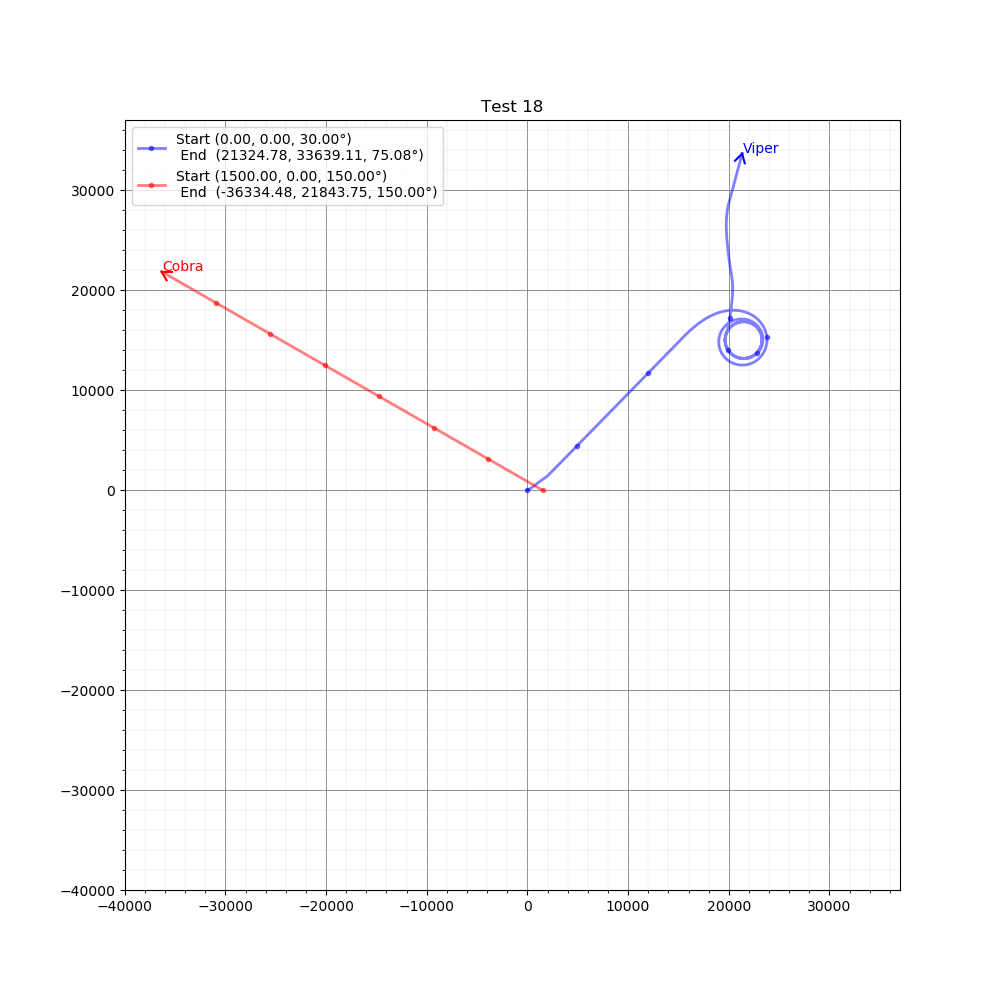 Test 18
Start (0.00, 0.00, 30.00°)
End  (21324.78, 33639.11, 75.08°)
Start (1500.00, 0.00, 150.00°)
End  (-36334.48, 21843.75, 150.00°)
Viper
Cobra
30000
20000
10000
0
−10000
−20000
−30000
−40000
−40000 −30000 −20000 −10000 0 10000 20000 30000